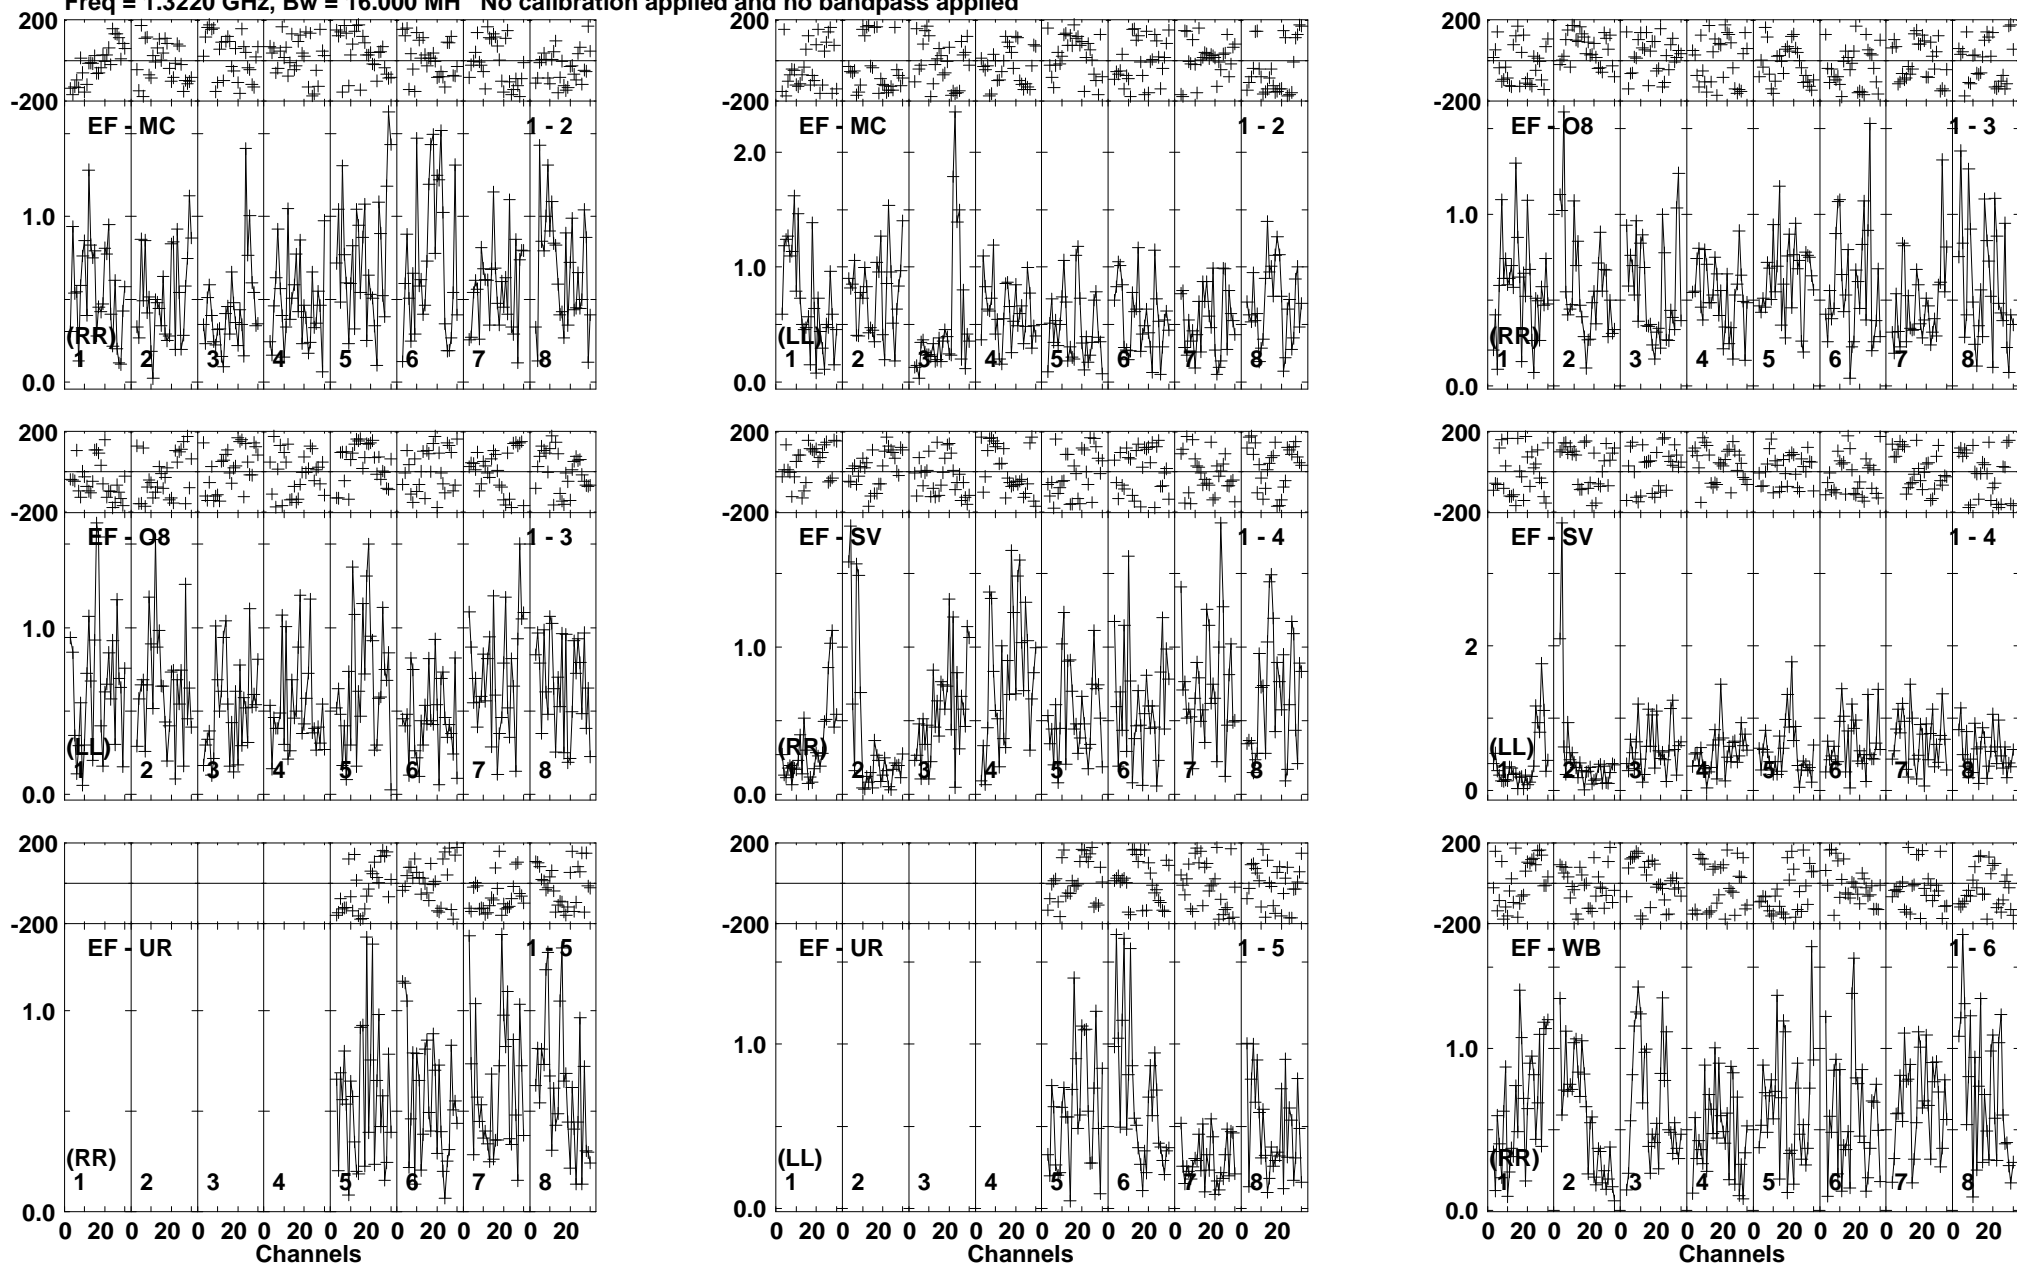 Freq = 1.3220 GHz, Bw = 16.000 MH No calibration applied and no bandpass applied
200
-200
EF - MC 1 - 2
1.0
(RR)
1 2 3 4 5 6 7 8
0.0
-200
EF - MC 1 - 2
2.0
1.0
(LL)
1 2 3 4 5 6 7 8
0.0
200
-200
EF - O8 1 - 3
1.0
(RR)
1 2 3 4 5 6 7 8
0.0
200
-200
EF - O8 1 - 3
1.0
(LL)
1 2 3 4 5 6 7 8
0.0
200
-200
EF - SV 1 - 4
1.0
(RR)
1 2 3 4 5 6 7 8
0.0
200
-200
EF - SV 1 - 4
2
(LL)
1 2 3 4 5 6 7 8
0
200
-200
EF - UR 1 - 5
1.0
(RR)
1 2 3 4 5 6 7 8
0.0
0 20 0 20 0 20 0 20 0 20 0 20 0 20 0 20
Channels
200
-200
EF - UR 1 - 5
1.0
(LL)
1 2 3 4 5 6 7 8
0.0
0 20 0 20 0 20 0 20 0 20 0 20 0 20 0 20
Channels
200
-200
EF - WB 1 - 6
1.0
(RR)
1 2 3 4 5 6 7 8
0.0
0 20 0 20 0 20 0 20 0 20 0 20 0 20 0 20
Channels